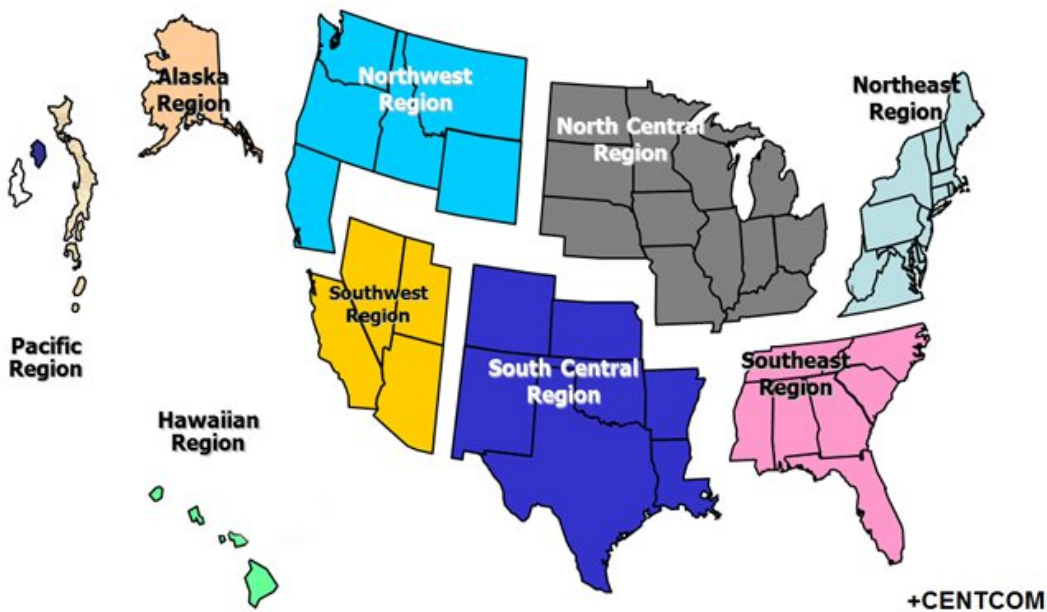 Alaska
Region
Northwest
Region
North Central
Region
Northeast
Region
Southwest
Region
Pacific
Region
South Central
Region
Southeast
Region
Hawaiian
Region
+CENTCOM